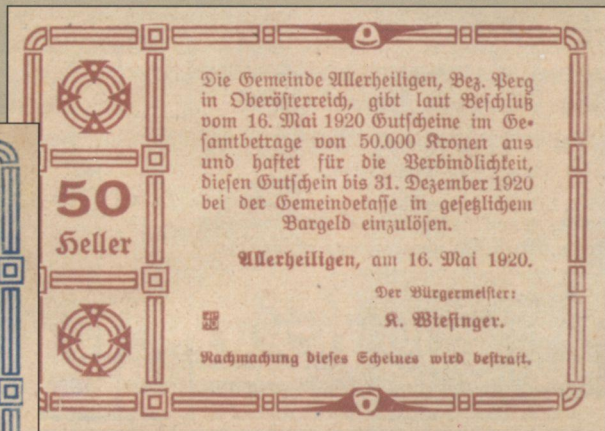 Die Gemeinde Allerheiligen, Bez. Perg
in Oberösterreich, gibt laut Beschluß
vom 16. Mai 1920 Gutscheine im Ge-
samtbetrage von 50.000 Kronen aus
und haftet für die Verbindlichkeit,
diesen Gutschein bis 31. Dezember 1920
bei der Gemeindekasse in gesetzlichem
Bargeld einzulösen.
50
Heller
Allerheiligen, am 16. Mai 1920.
Der Bürgermeister:
K. Wiesinger.
Nachmachung dieses Scheines wird bestraft.